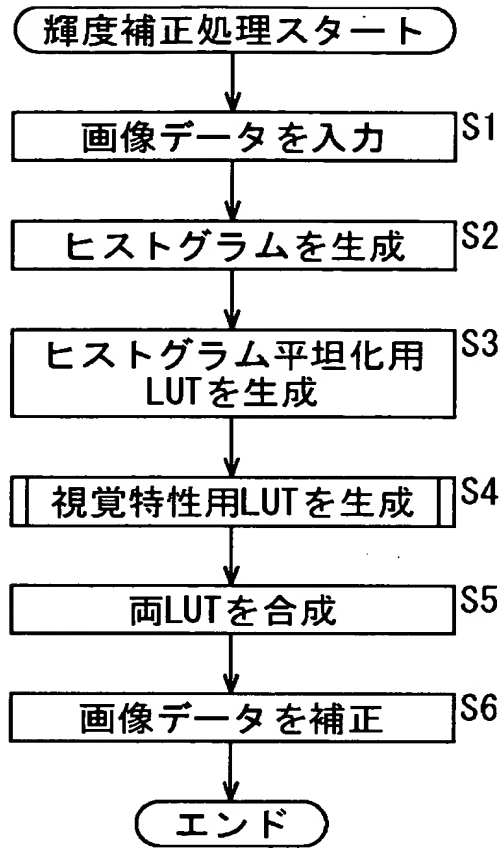 輝度補正処理スタート
画像データを入力 S1
ヒストグラムを生成 S2
ヒストグラム平坦化用 S3
LUTを生成
視覚特性用LUTを生成 S4
両LUTを合成 S5
画像データを補正 S6
エンド